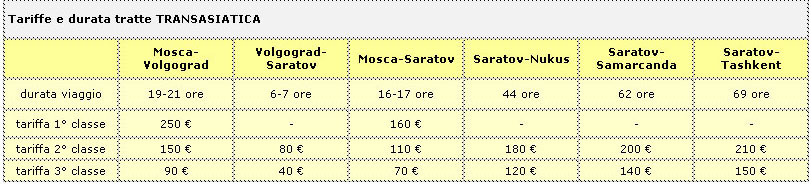 Tariffe e durata tratte TRANSASIATICA
Mosca-Volgograd Volgograd-Saratov Mosca-Saratov Saratov-Nukus Saratov-Samarcanda Saratov-Tashkent
durata viaggio 19-21 ore 6-7 ore 16-17 ore 44 ore 62 ore 69 ore
tariffa 1° classe 250 € - 160 € - - -
tariffa 2° classe 150 € 80 € 110 € 180 € 200 € 210 €
tariffa 3° classe 90 € 40 € 70 € 120 € 140 € 150 €